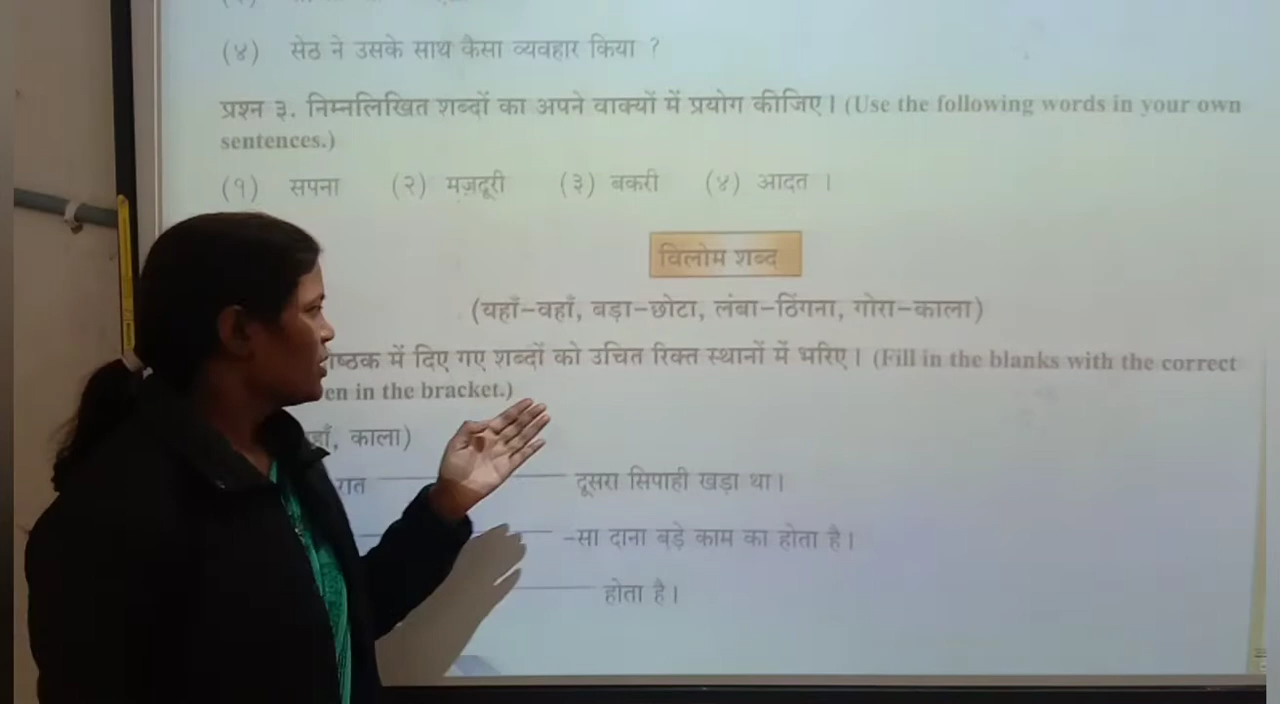 (४) सेठ ने उसके साथ कैसा व्यवहार किया ?
प्रश्न ३. निम्नलिखित शब्दों का अपने वाक्यों में प्रयोग कीजिए। (Use the following words in your own
sentences.)
(१) सपना (२) मज़दूरी (३) बकरी (४) आदत ।
विलोम शब्द
(यहाँ-वहाँ, बड़ा-छोटा, लंबा-ठिंगना, गोरा-काला)
में दिए गए शब्दों को उचित रिक्त स्थानों में भरिए। (Fill in the blanks with the correct
in the bracket.)
काला)
रात दूसरा सिपाही खड़ा था।
-सा दाना बड़े काम का होता है।
होता है।